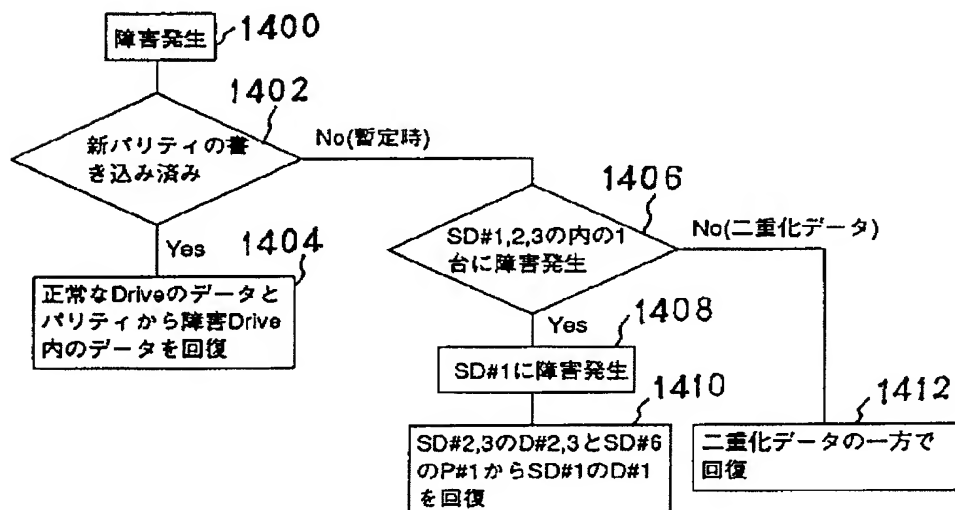 障害発生
1400
1402
新パリティの書
き込み済み
No(暫定時)
Yes
1404
正常なDriveのデータと
パリティから障害Drive
内のデータを回復
1406
SD#1,2,3の内の1
台に障害発生
No(二重化データ)
Yes
1408
SD#1に障害発生
1410
SD#2,3のD#2,3とSD#6
のP#1からSD#1のD#1
を回復
1412
二重化データの一方で
回復